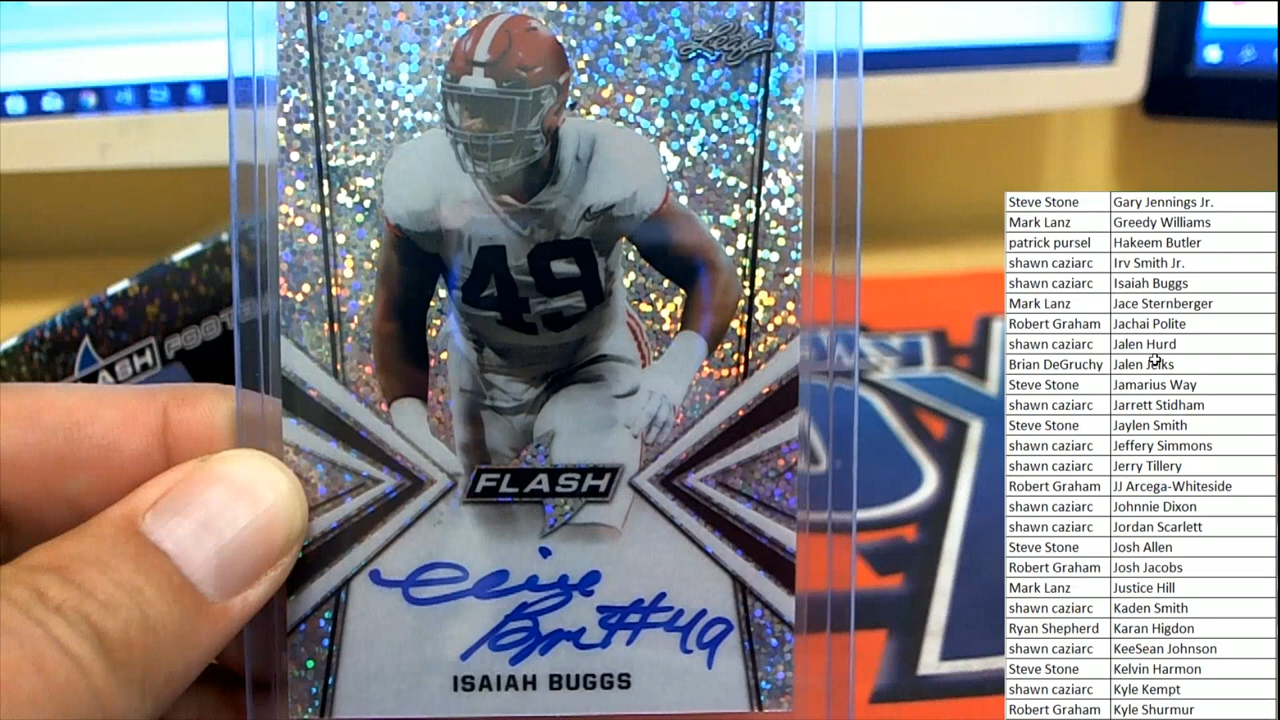 Leaf
49
FLASH
FLASH FOOTBA
#49
ISAIAH BUGGS
Steve Stone Gary Jennings Jr.
Mark Lanz Greedy Williams
patrick pursel Hakeem Butler
shawn caziarc Irv Smith Jr.
shawn caziarc Isaiah Buggs
Mark Lanz Jace Sternberger
Robert Graham Jachai Polite
shawn caziarc Jalen Hurd
Brian DeGruchy Jalen Jelks
Steve Stone Jamarius Way
shawn caziarc Jarrett Stidham
Steve Stone Jaylen Smith
shawn caziarc Jeffery Simmons
shawn caziarc Jerry Tillery
Robert Graham JJ Arcega-Whiteside
shawn caziarc Johnnie Dixon
shawn caziarc Jordan Scarlett
Steve Stone Josh Allen
Robert Graham Josh Jacobs
Mark Lanz Justice Hill
shawn caziarc Kaden Smith
Ryan Shepherd Karan Higdon
shawn caziarc KeeSean Johnson
Steve Stone Kelvin Harmon
shawn caziarc Kyle Kempt
Robert Graham Kyle Shurmur